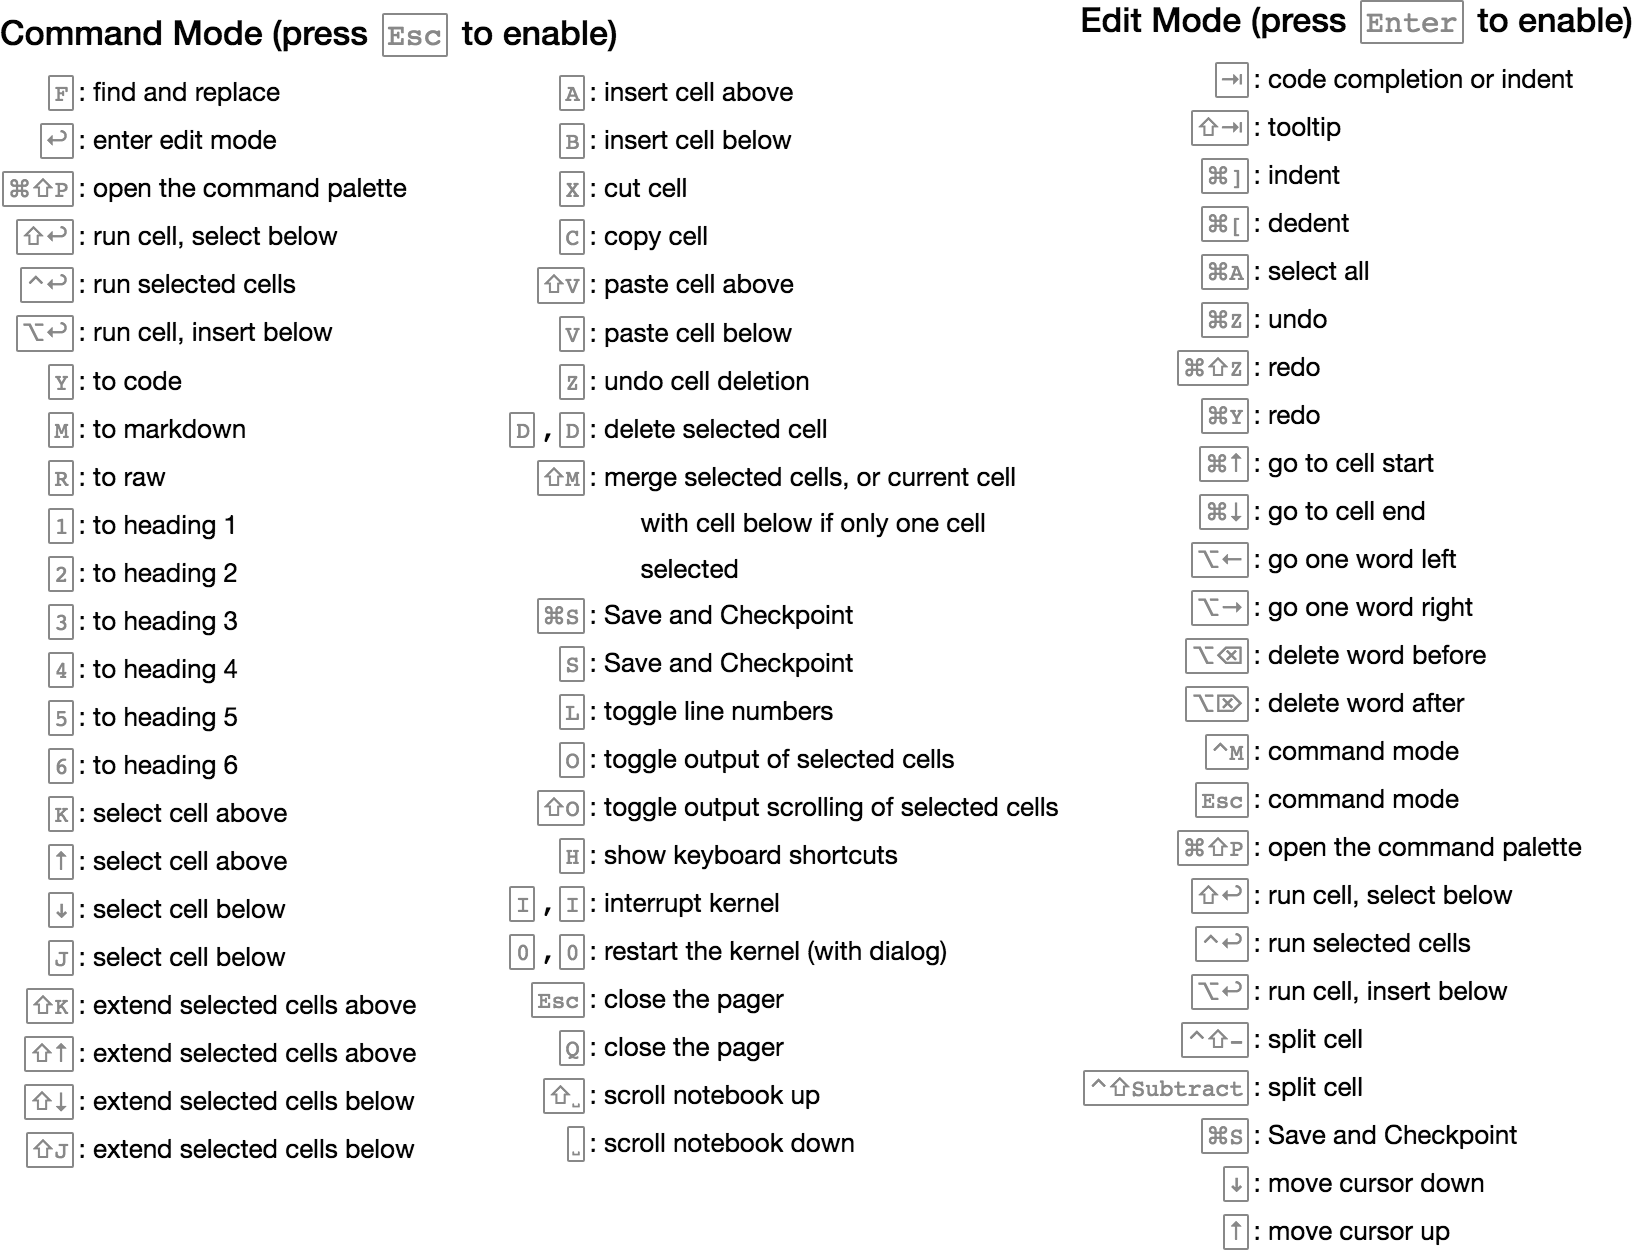 Command Mode (press Esc to enable)
F : find and replace
↩ : enter edit mode
⌘⇧P : open the command palette
⇧↩ : run cell, select below
^↩ : run selected cells
⌥↩ : run cell, insert below
Y : to code
M : to markdown
R : to raw
1 : to heading 1
2 : to heading 2
3 : to heading 3
4 : to heading 4
5 : to heading 5
6 : to heading 6
K : select cell above
↑ : select cell above
↓ : select cell below
J : select cell below
⇧K : extend selected cells above
⇧↑ : extend selected cells above
⇧↓ : extend selected cells below
⇧J : extend selected cells below
A : insert cell above
B : insert cell below
X : cut cell
C : copy cell
⇧V : paste cell above
V : paste cell below
Z : undo cell deletion
D , D : delete selected cell
⇧M : merge selected cells, or current cell
with cell below if only one cell
selected
⌘S : Save and Checkpoint
S : Save and Checkpoint
L : toggle line numbers
O : toggle output of selected cells
⇧O : toggle output scrolling of selected cells
H : show keyboard shortcuts
I , I : interrupt kernel
0 , 0 : restart the kernel (with dialog)
Esc : close the pager
Q : close the pager
⇧␣ : scroll notebook up
␣ : scroll notebook down
Edit Mode (press Enter to enable)
⇥ : code completion or indent
⇧⇥ : tooltip
⌘] : indent
⌘[ : dedent
⌘A : select all
⌘Z : undo
⌘⇧Z : redo
⌘Y : redo
⌘↑ : go to cell start
⌘↓ : go to cell end
⌥← : go one word left
⌥→ : go one word right
⌥⌫ : delete word before
⌥⌦ : delete word after
^M : command mode
Esc : command mode
⌘⇧P : open the command palette
⇧↩ : run cell, select below
^↩ : run selected cells
⌥↩ : run cell, insert below
^⇧- : split cell
^⇧Subtract : split cell
⌘S : Save and Checkpoint
↓ : move cursor down
↑ : move cursor up